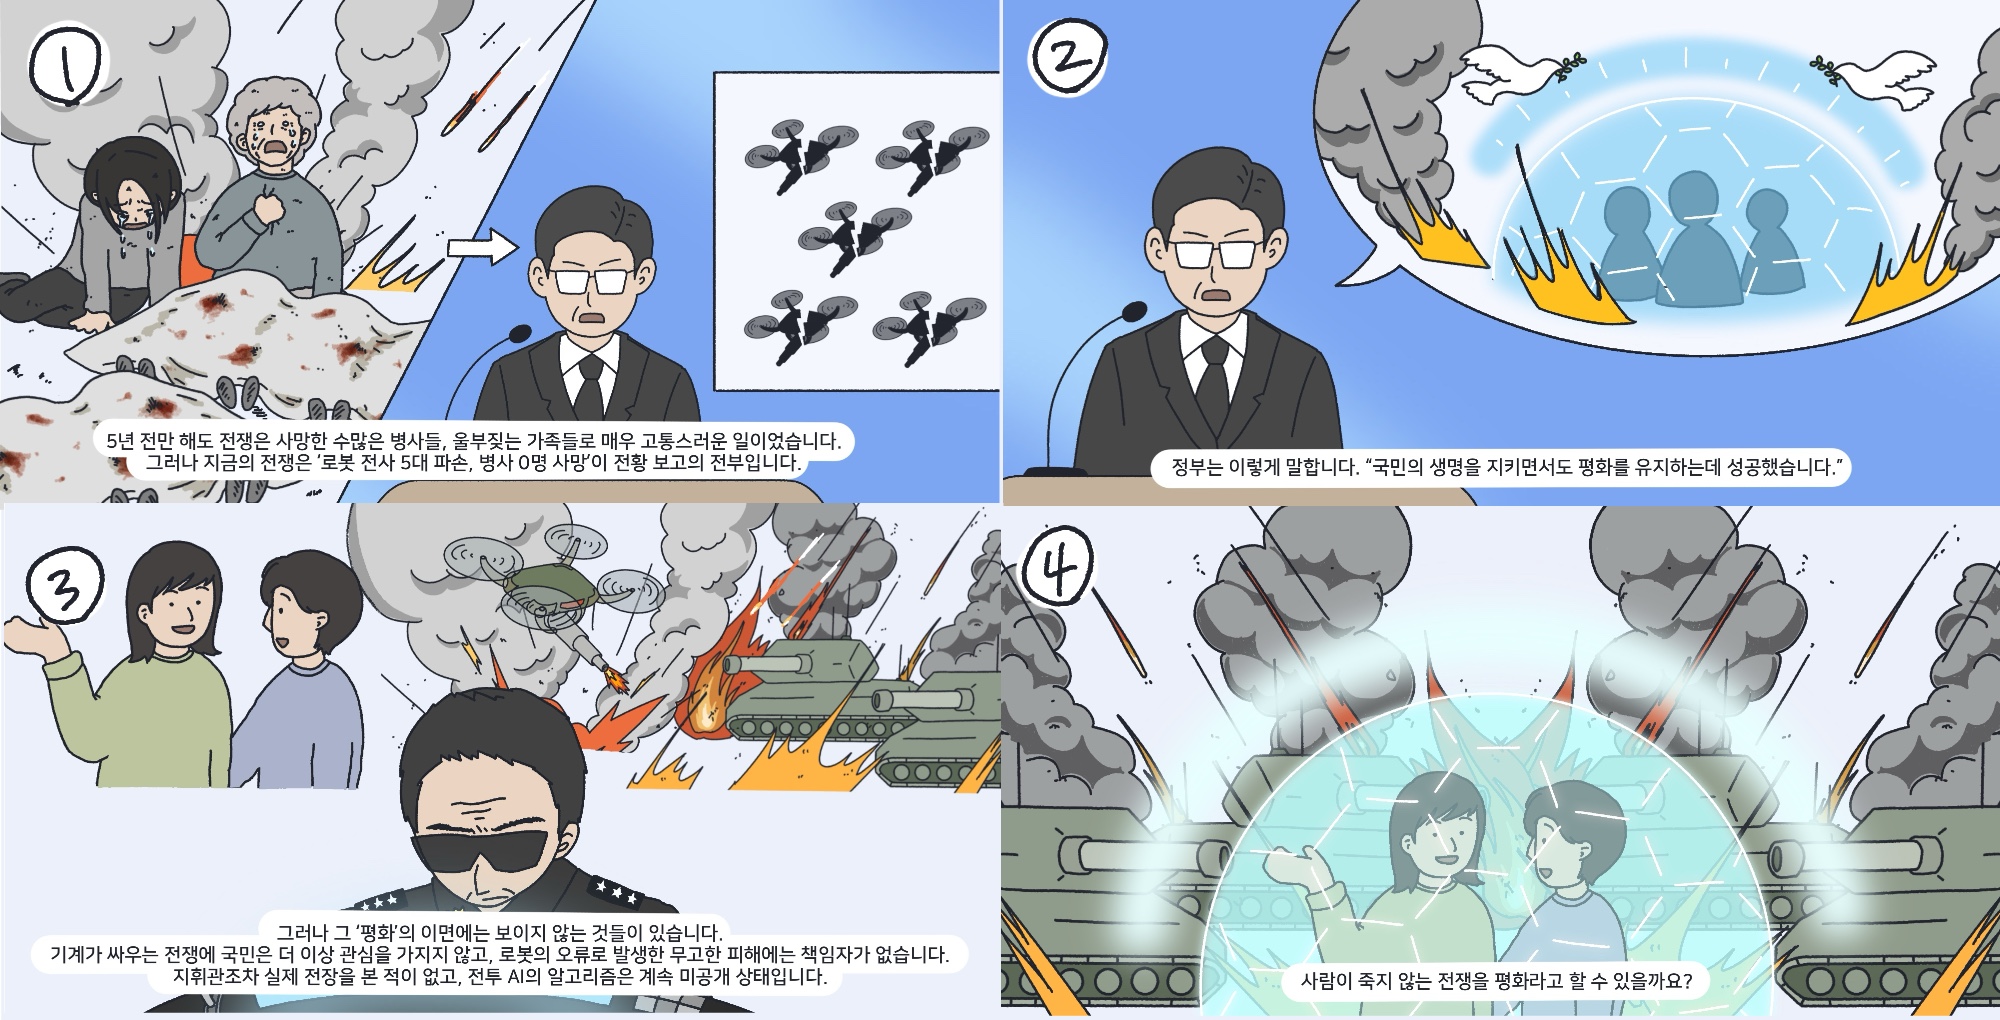 1
5년 전만 해도 전쟁은 사망한 수많은 병사들, 울부짖는 가족들로 매우 고통스러운 일이었습니다.
그러나 지금의 전쟁은 '로봇 전사 5대 파손, 병사 0명 사망'이 전황 보고의 전부입니다.
2
정부는 이렇게 말합니다. “국민의 생명을 지키면서도 평화를 유지하는데 성공했습니다.”
3
그러나 그 '평화'의 이면에는 보이지 않는 것들이 있습니다.
기계가 싸우는 전쟁에 국민은 더 이상 관심을 가지지 않고, 로봇의 오류로 발생한 무고한 피해에는 책임자가 없습니다.
지휘관조차 실제 전장을 본 적이 없고, 전투 AI의 알고리즘은 계속 미공개 상태입니다.
4
사람이 죽지 않는 전쟁을 평화라고 할 수 있을까요?